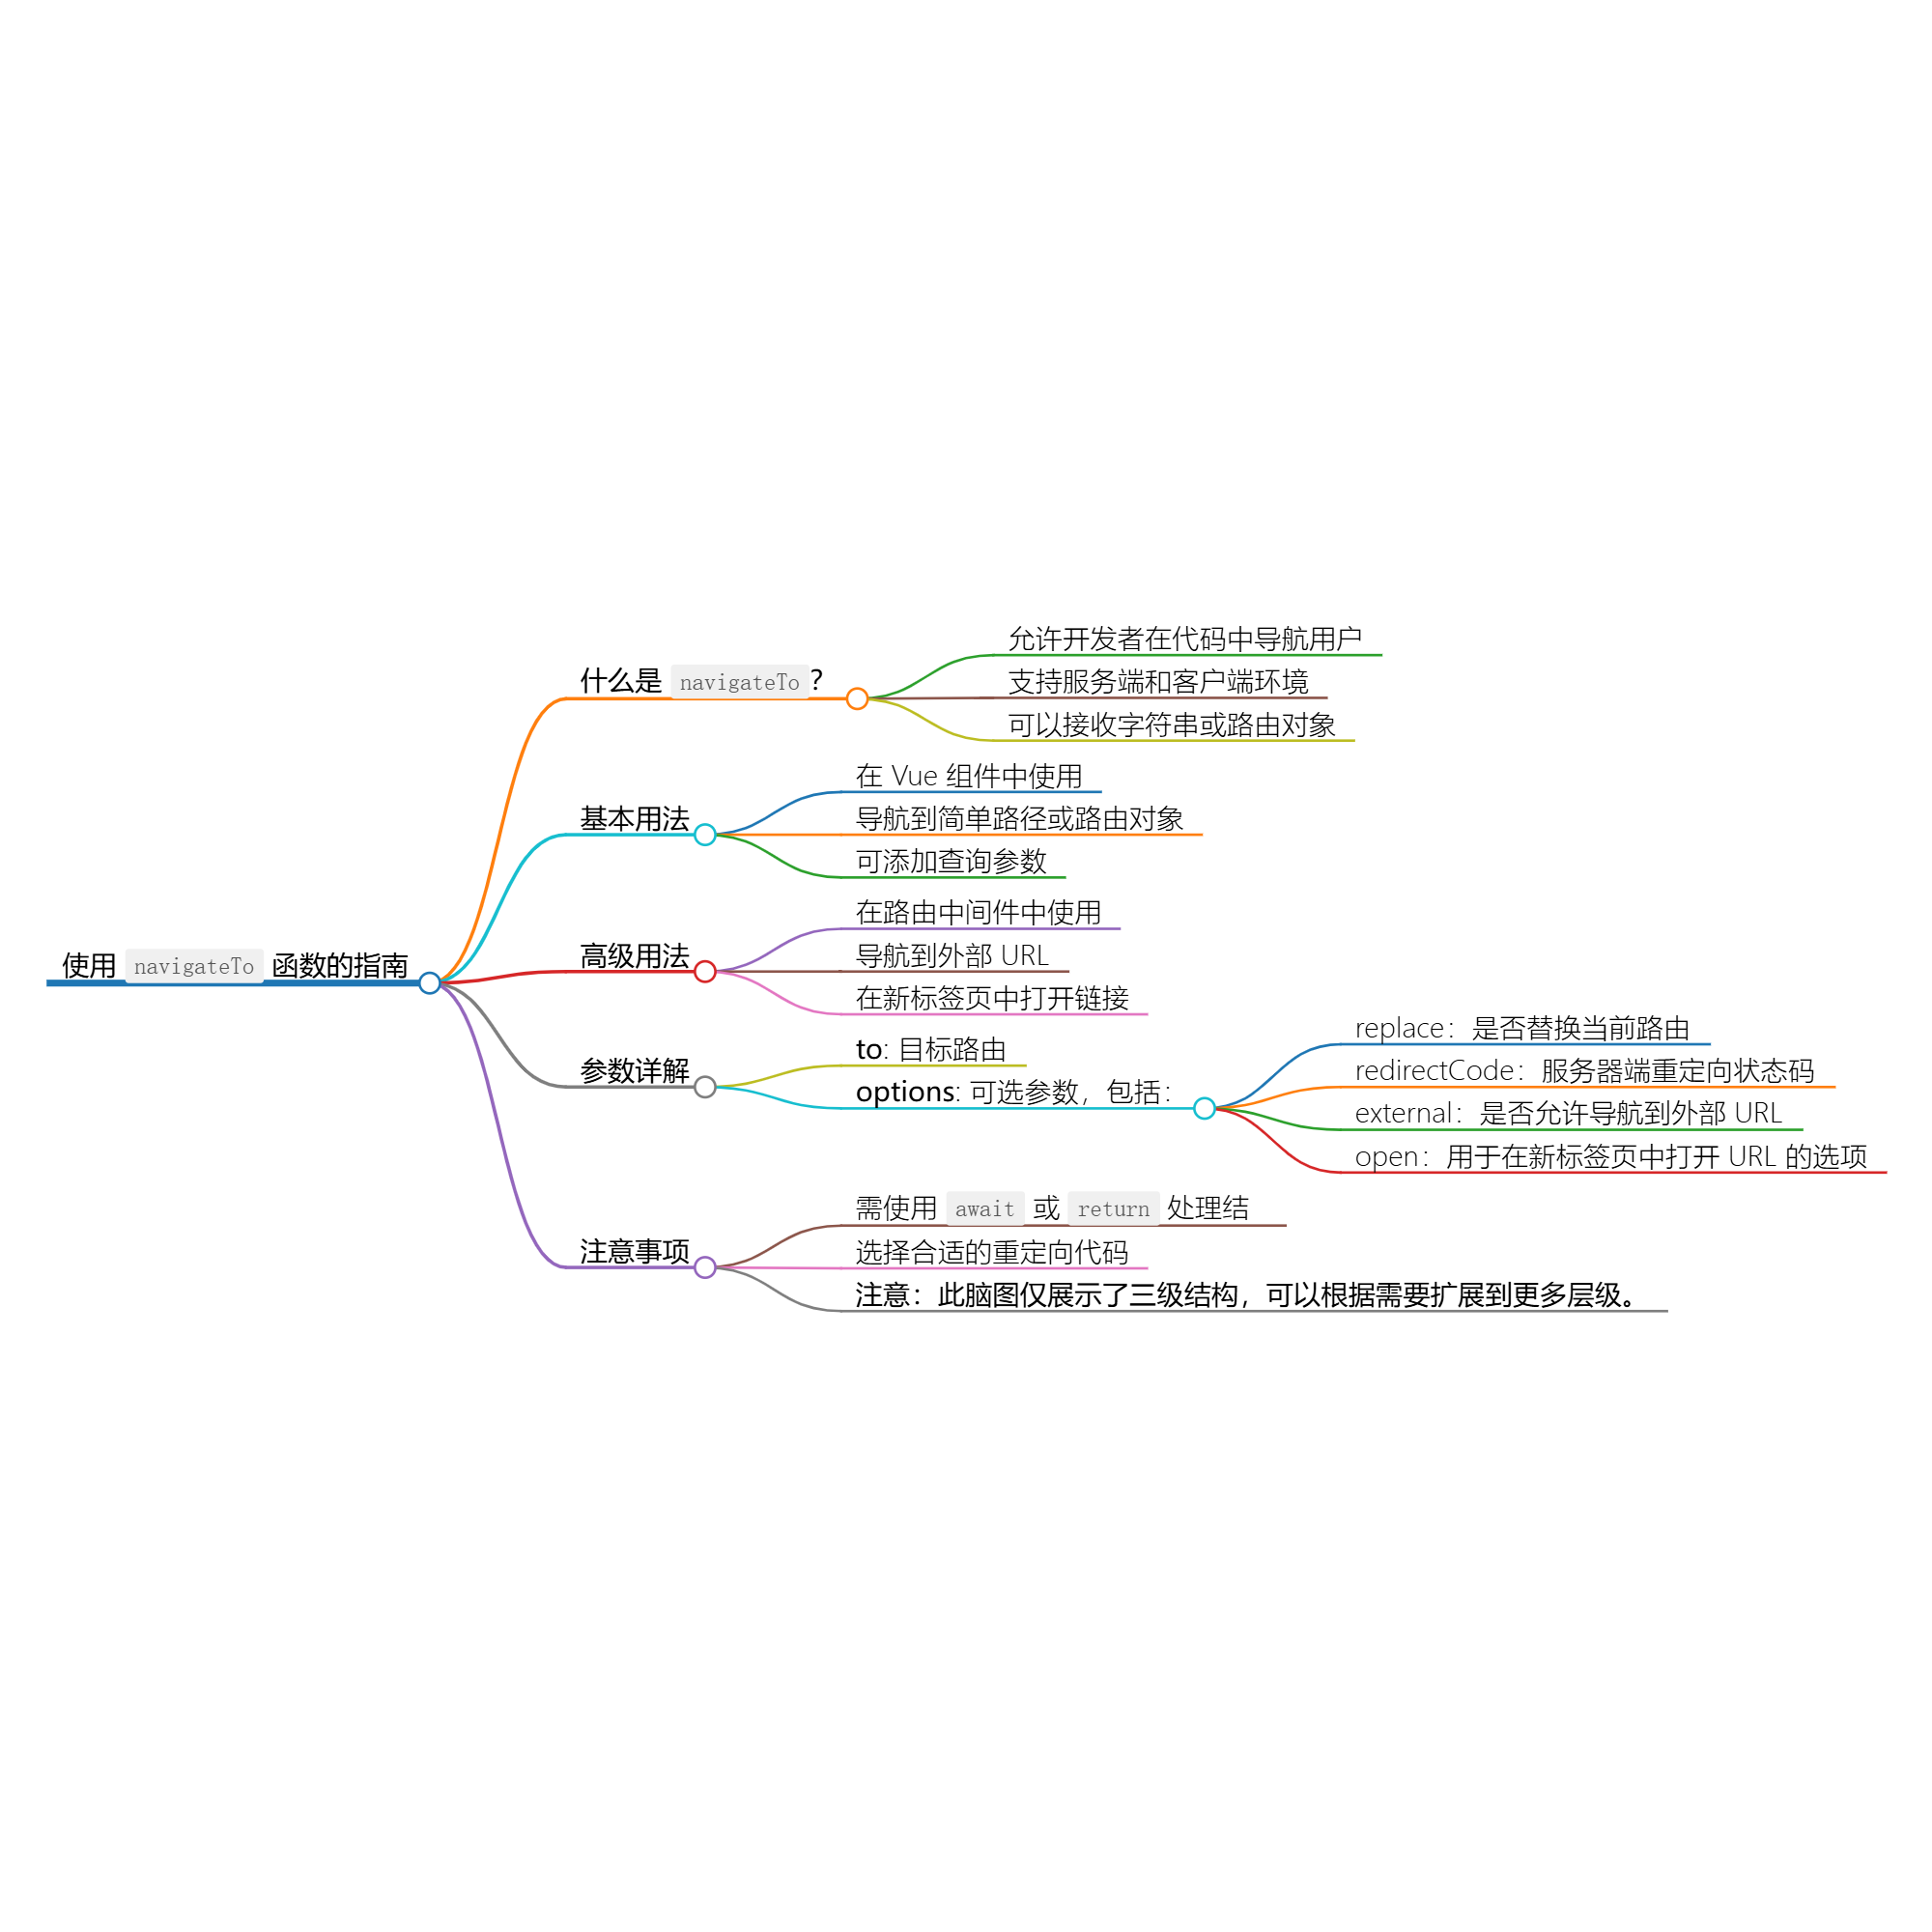 使用 navigateTo 函数的指南
什么是 navigateTo？
允许开发者在代码中导航用户
支持服务端和客户端环境
可以接收字符串或路由对象
基本用法
在 Vue 组件中使用
导航到简单路径或路由对象
可添加查询参数
高级用法
在路由中间件中使用
导航到外部 URL
在新标签页中打开链接
参数详解
to: 目标路由
options: 可选参数，包括：
replace：是否替换当前路由
redirectCode：服务器端重定向状态码
external：是否允许导航到外部 URL
open：用于在新标签页中打开 URL 的选项
注意事项
需使用 await 或 return 处理结
选择合适的重定向代码
注意：此脑图仅展示了三级结构，可以根据需要扩展到更多层级。